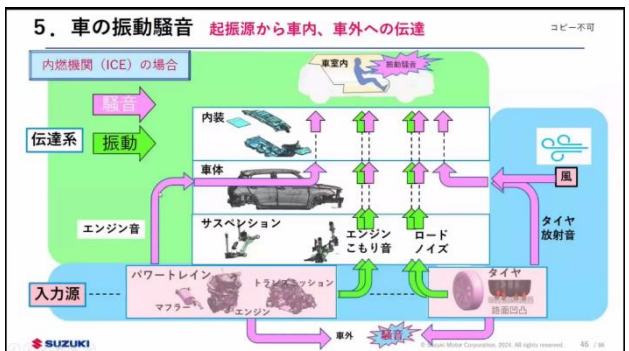 5．車の振動騒音 起振源から車内、車外への伝達
コピー不可
内燃機関（ICE）の場合
車室内
振動騒音
騒音
内装
伝達系
振動
車体
風
エンジン音
サスペンション
エンジン
こもり音
ロード
ノイズ
タイヤ
放射音
入力源
パワートレイン
トランスミッション
マフラー
エンジン
タイヤ
路面凹凸
車外
騒音
SUZUKI
© Suzuki Motor Corporation, 2024. All rights reserved.
46 / 66